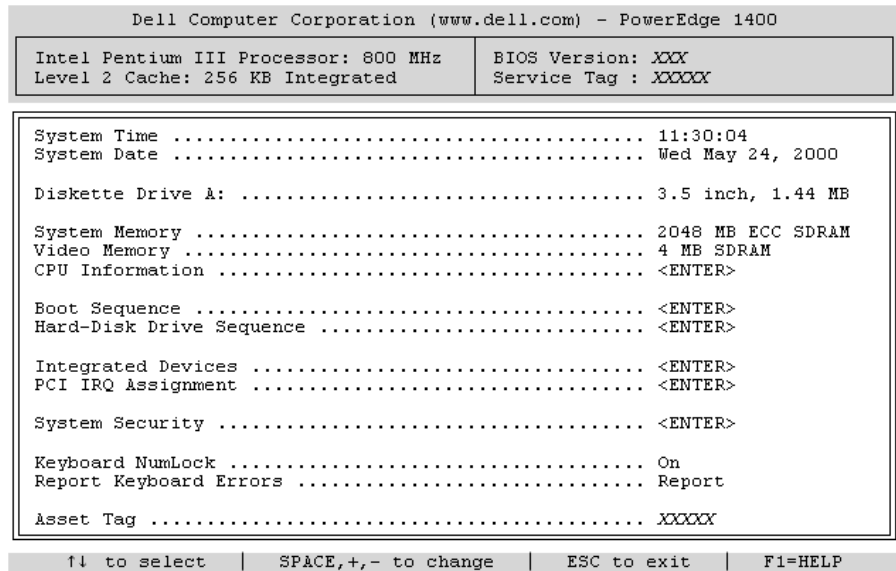 Dell Computer Corporation (www.dell.com) - PowerEdge 1400
Intel Pentium III Processor: 800 MHz
Level 2 Cache: 256 KB Integrated
BIOS Version: XXX
Service Tag : XXXXX
System Time .......................................... 11:30:04
System Date .......................................... Wed May 24, 2000
Diskette Drive A: .................................... 3.5 inch, 1.44 MB
System Memory ........................................ 2048 MB ECC SDRAM
Video Memory ......................................... 4 MB SDRAM
CPU Information ...................................... <ENTER>
Boot Sequence ........................................ <ENTER>
Hard-Disk Drive Sequence ............................. <ENTER>
Integrated Devices ................................... <ENTER>
PCI IRQ Assignment ................................... <ENTER>
System Security ...................................... <ENTER>
Keyboard NumLock ..................................... On
Report Keyboard Errors ............................... Report
Asset Tag ............................................ XXXXX
↑↓ to select | SPACE,+,- to change | ESC to exit | F1=HELP